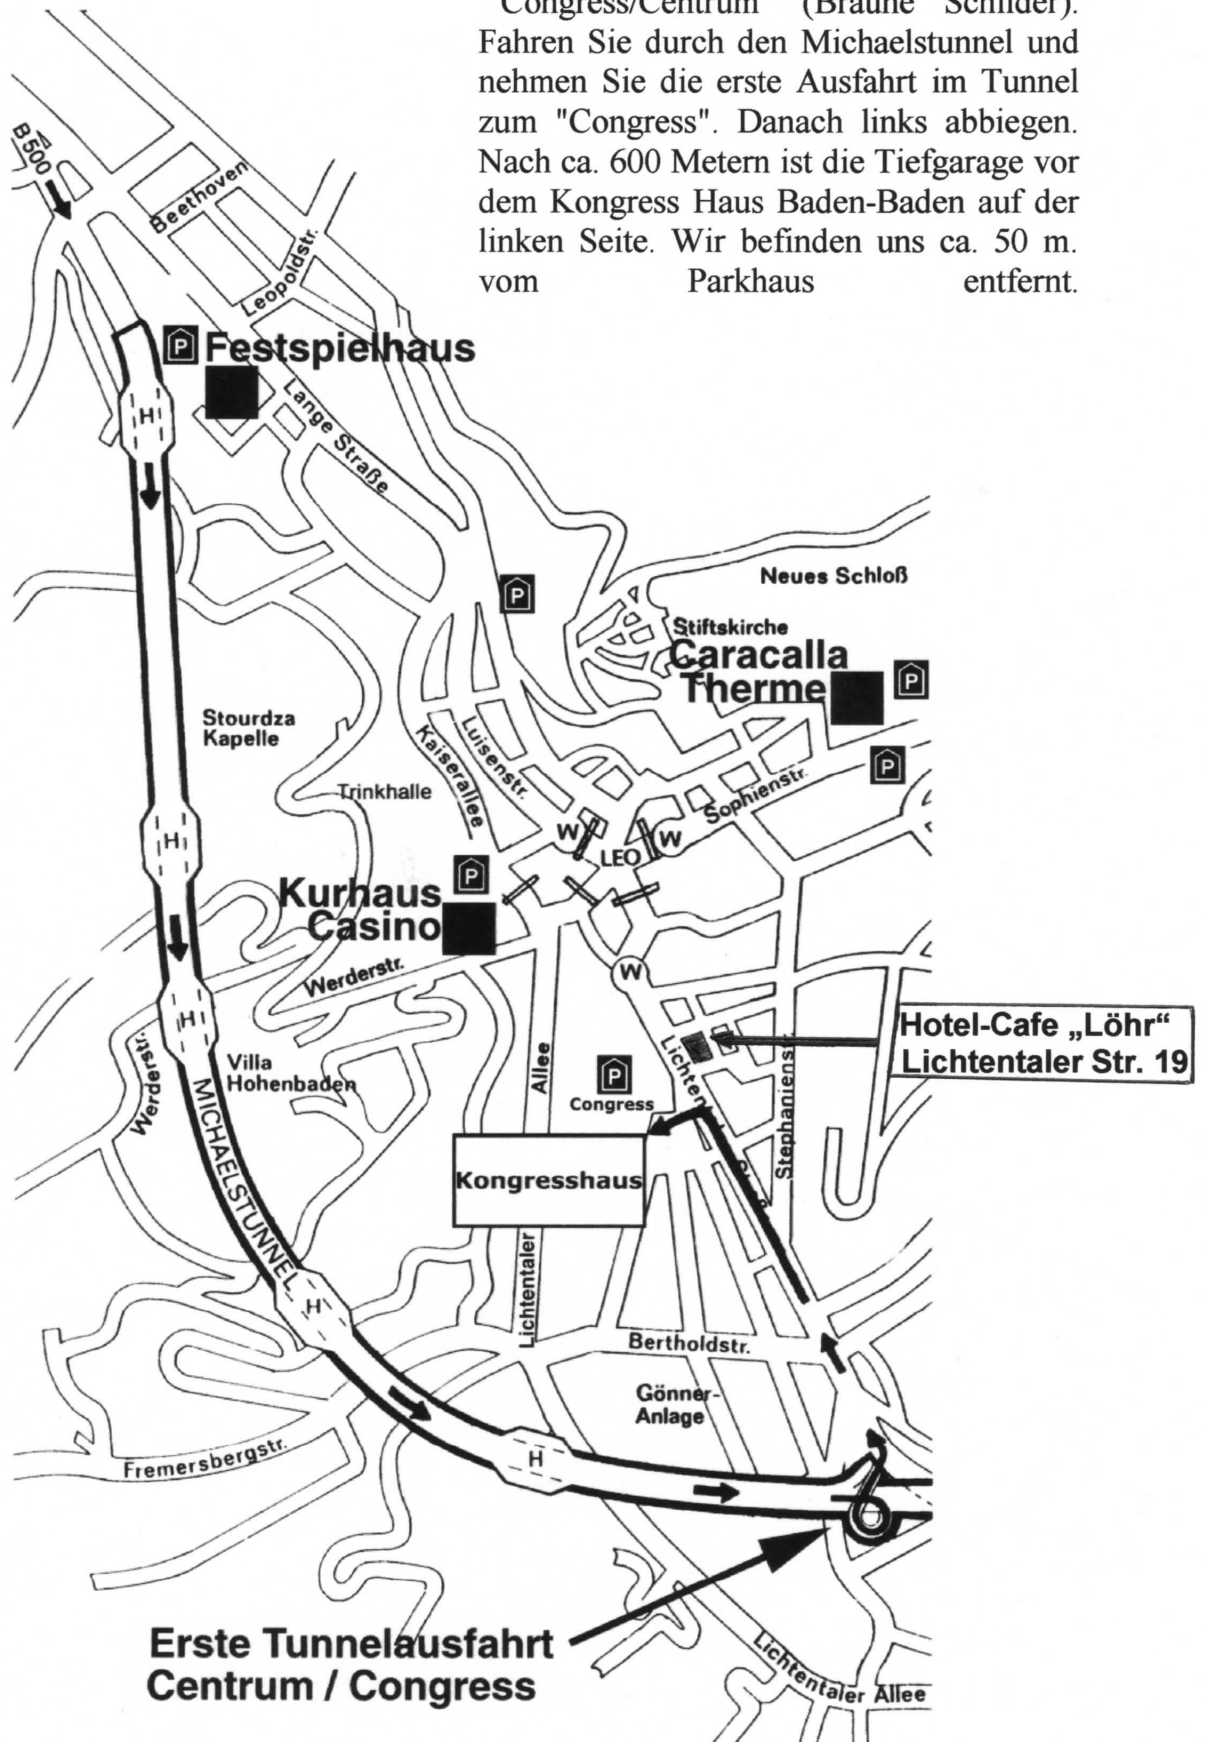 "Congress/Centrum" (Braune Schilder).
Fahren Sie durch den Michaelstunnel und
nehmen Sie die erste Ausfahrt im Tunnel
zum "Congress". Danach links abbiegen.
Nach ca. 600 Metern ist die Tiefgarage vor
dem Kongress Haus Baden-Baden auf der
linken Seite. Wir befinden uns ca. 50 m.
vom Parkhaus entfernt.
B500
Beethoven
Leopoldstr.
P
Festspielhaus
H
Lange Straße
P
Neues Schloß
Stiftskirche
Caracalla
Therme
P
P
Stourdza
Kapelle
Kaiserallee
Luisenstr.
Trinkhalle
Sophienstr.
W
W
LEO
H
P
Kurhaus
Casino
W
Werderstr.
H
Hotel-Cafe „Löhr“
Lichtentaler Str. 19
Werderstr.
Villa
Hohenbaden
Allee
P
Congress
Lichtental
Stephanienstr.
MICHAELSTUNNEL
Kongresshaus
Lichtentaler
H
Bertholdstr.
Gönner-
Anlage
Fremersbergstr.
H
Erste Tunnelausfahrt
Centrum / Congress
Lichtentaler Allee